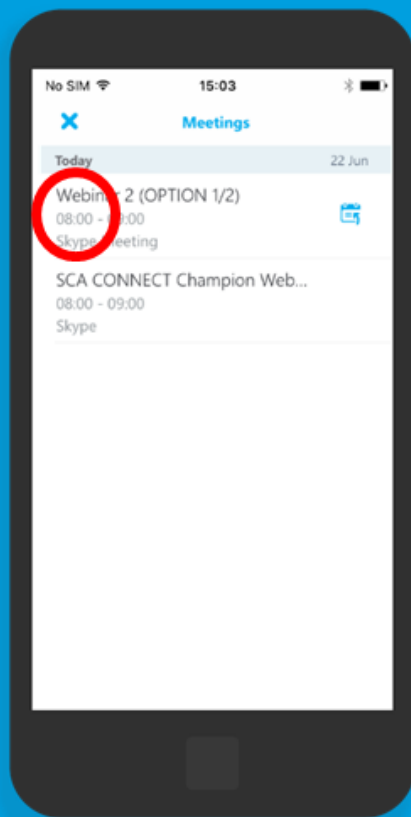 No SIM 15:03
Meetings
Today 22 Jun
Webinar 2 (OPTION 1/2)
08:00 - 09:00
Skype Meeting
SCA CONNECT Champion Web...
08:00 - 09:00
Skype